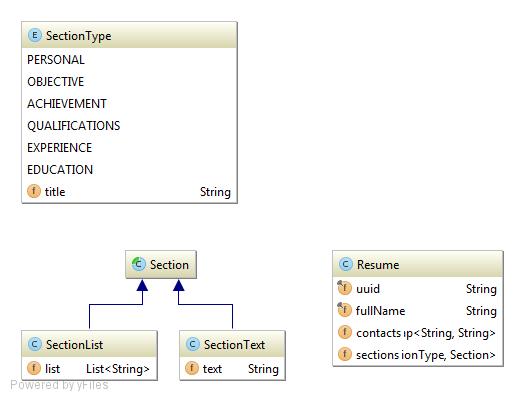 SectionType
PERSONAL
OBJECTIVE
ACHIEVEMENT
QUALIFICATIONS
EXPERIENCE
EDUCATION
f title String
C Section
C SectionList
f list List<String>
C SectionText
f text String
C Resume
f uuid String
f fullName String
f contacts ıp<String, String>
f sections ionType, Section>
Powered by yFiles